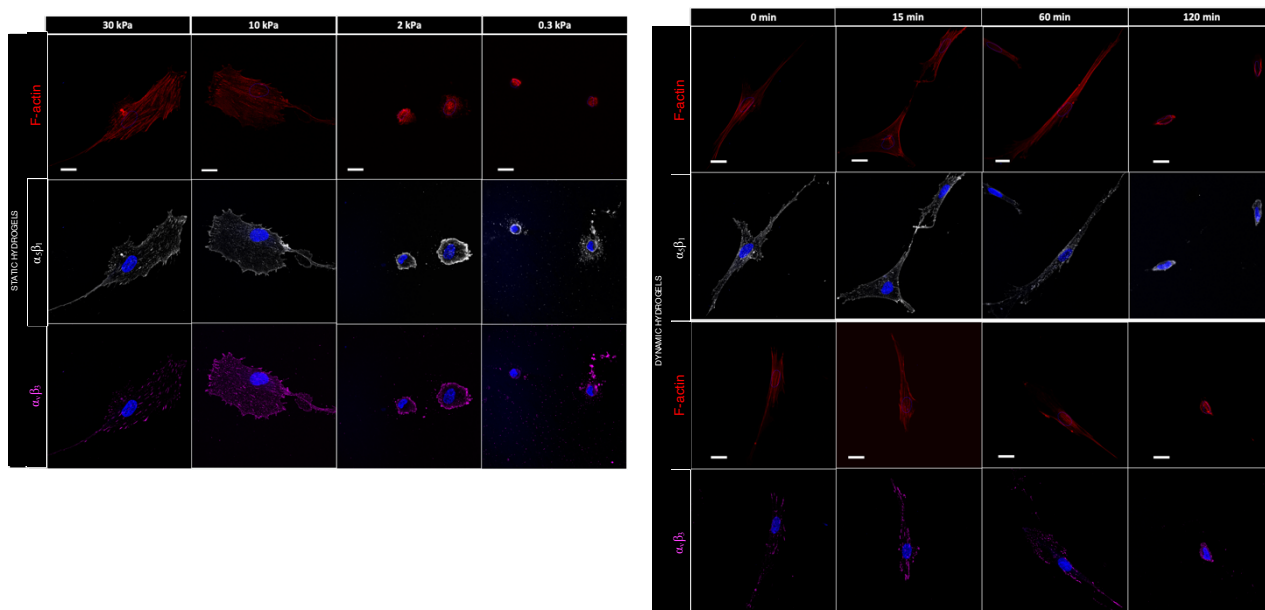 30 kPa 10 kPa 2 kPa 0.3 kPa
STATIC HYDROGELS
F-actin
α5β1
αvβ3
0 min 15 min 60 min 120 min
DYNAMIC HYDROGELS
F-actin
α5β1
F-actin
αvβ3